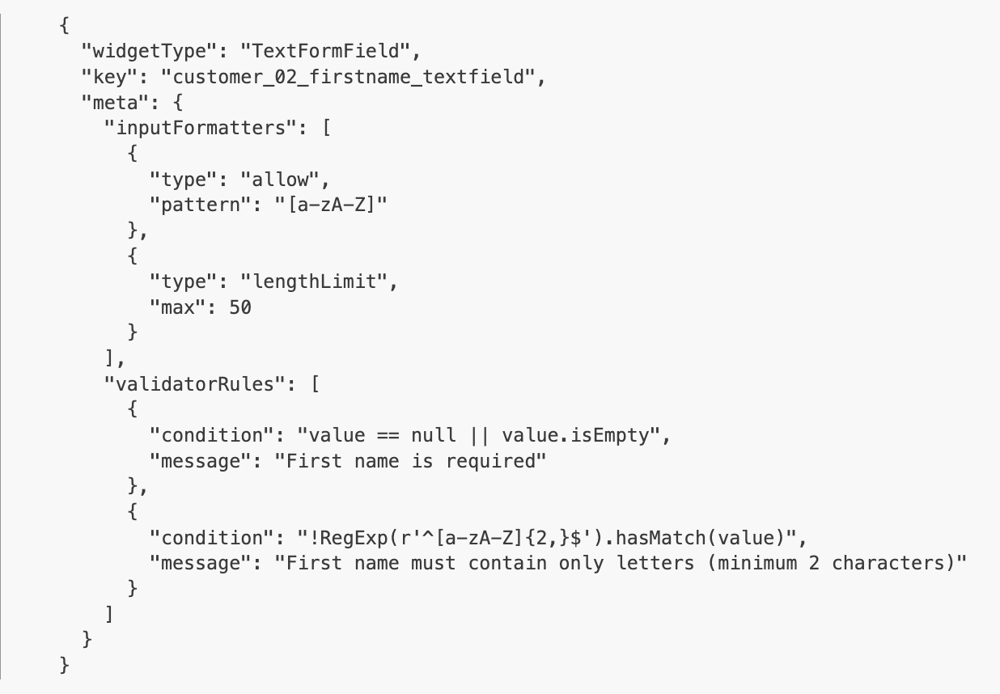 {
  "widgetType": "TextFormField",
  "key": "customer_02_firstname_textfield",
  "meta": {
    "inputFormatters": [
      {
        "type": "allow",
        "pattern": "[a-zA-Z]"
      },
      {
        "type": "lengthLimit",
        "max": 50
      }
    ],
    "validatorRules": [
      {
        "condition": "value == null || value.isEmpty",
        "message": "First name is required"
      },
      {
        "condition": "!RegExp(r'^[a-zA-Z]{2,}$').hasMatch(value)",
        "message": "First name must contain only letters (minimum 2 characters)"
      }
    ]
  }
}